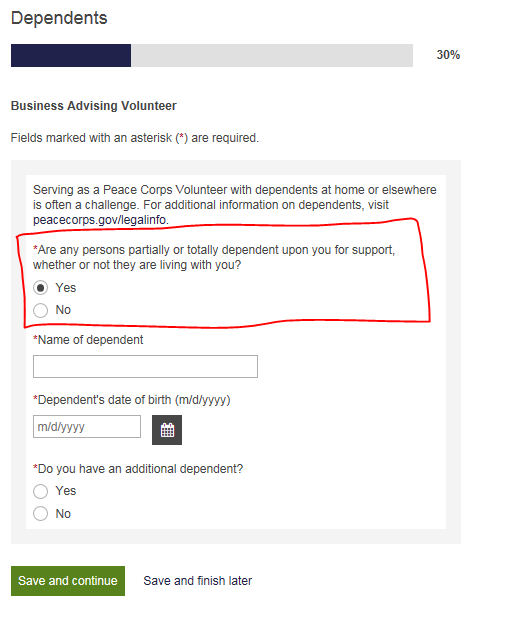 Dependents
30%
Business Advising Volunteer
Fields marked with an asterisk (*) are required.
Serving as a Peace Corps Volunteer with dependents at home or elsewhere
is often a challenge. For additional information on dependents, visit
peacecorps.gov/legalinfo.
*Are any persons partially or totally dependent upon you for support,
whether or not they are living with you?
Yes
No
*Name of dependent
*Dependent's date of birth (m/d/yyyy)
m/d/yyyy
*Do you have an additional dependent?
Yes
No
Save and continue Save and finish later